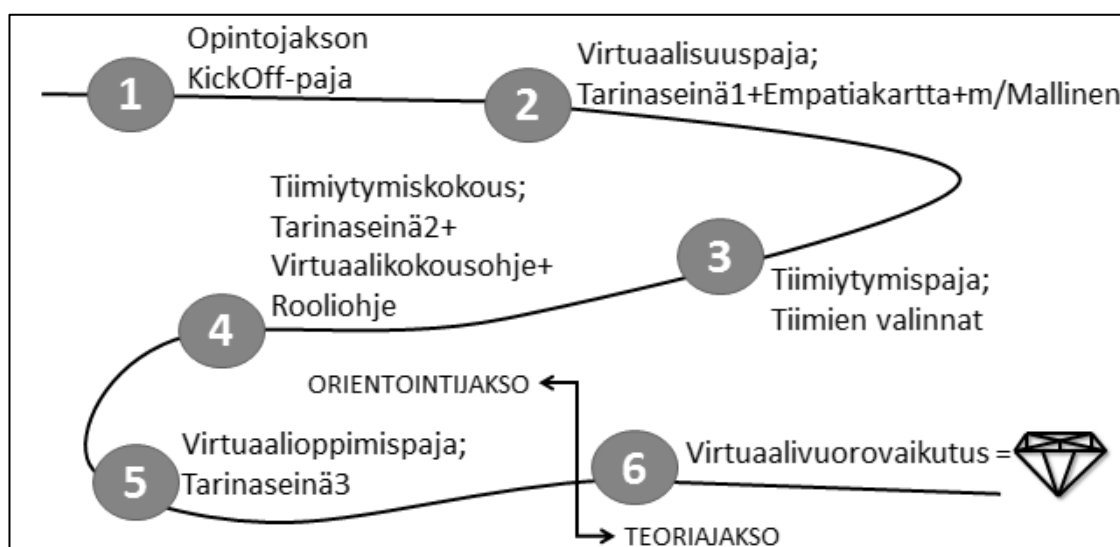 1
Opintojakson
KickOff-paja
2
Virtuaalisuuspaja;
Tarinaseinä1+Empatiakartta+m/Mallinen
3
Tiimiytymispaja;
Tiimien valinnat
4
Tiimiytymiskokous;
Tarinaseinä2+
Virtuaalikokousohje+
Rooliohje
5
Virtuaalioppimispaja;
Tarinaseinä3
ORIENTOINTIJAKSO
6
Virtuaalivuorovaikutus =
TEORIAJAKSO